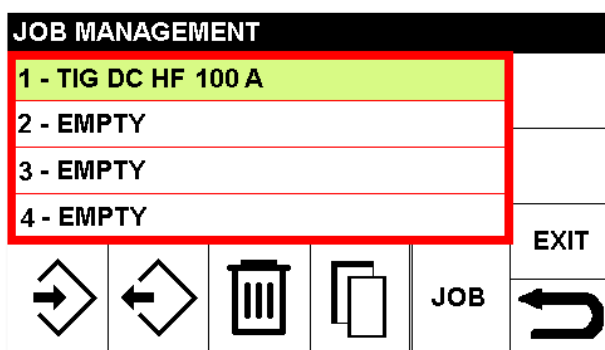 JOB MANAGEMENT
1 - TIG DC HF 100 A
2 - EMPTY
3 - EMPTY
4 - EMPTY
EXIT
JOB